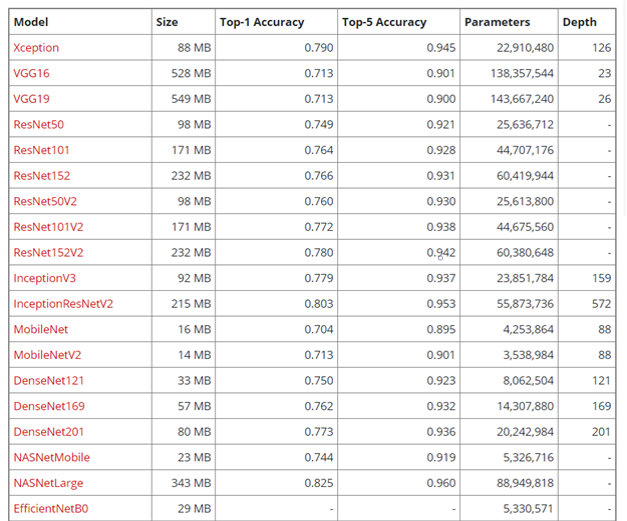 Model Size Top-1 Accuracy Top-5 Accuracy Parameters Depth
Xception 88 MB 0.790 0.945 22,910,480 126
VGG16 528 MB 0.713 0.901 138,357,544 23
VGG19 549 MB 0.713 0.900 143,667,240 26
ResNet50 98 MB 0.749 0.921 25,636,712 -
ResNet101 171 MB 0.764 0.928 44,707,176 -
ResNet152 232 MB 0.766 0.931 60,419,944 -
ResNet50V2 98 MB 0.760 0.930 25,613,800 -
ResNet101V2 171 MB 0.772 0.938 44,675,560 -
ResNet152V2 232 MB 0.780 0.942 60,380,648 -
InceptionV3 92 MB 0.779 0.937 23,851,784 159
InceptionResNetV2 215 MB 0.803 0.953 55,873,736 572
MobileNet 16 MB 0.704 0.895 4,253,864 88
MobileNetV2 14 MB 0.713 0.901 3,538,984 88
DenseNet121 33 MB 0.750 0.923 8,062,504 121
DenseNet169 57 MB 0.762 0.932 14,307,880 169
DenseNet201 80 MB 0.773 0.936 20,242,984 201
NASNetMobile 23 MB 0.744 0.919 5,326,716 -
NASNetLarge 343 MB 0.825 0.960 88,949,818 -
EfficientNetB0 29 MB - - 5,330,571 -